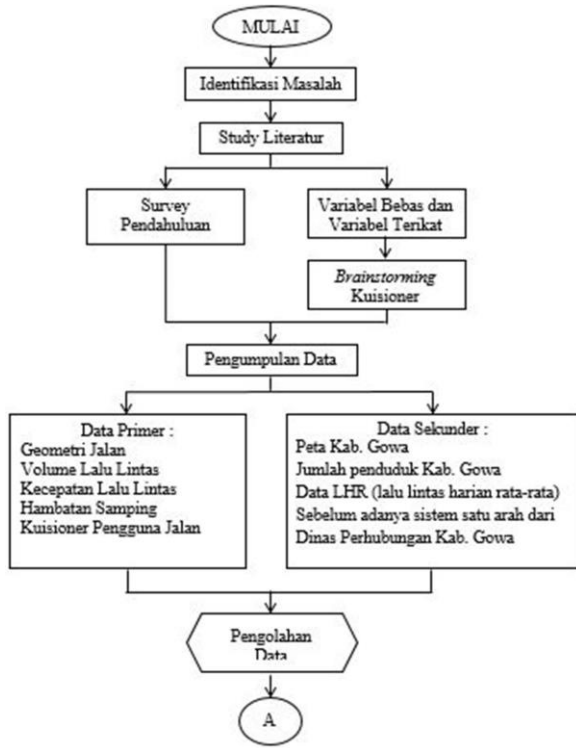 MULAI
Identifikasi Masalah
Study Literatur
Survey
Pendahuluan
Variabel Bebas dan
Variabel Terikat
Brainstorming
Kuisioner
Pengumpulan Data
Data Primer :
Geometri Jalan
Volume Lalu Lintas
Kecepatan Lalu Lintas
Hambatan Samping
Kuisioner Pengguna Jalan
Data Sekunder :
Peta Kab. Gowa
Jumlah penduduk Kab. Gowa
Data LHR (lalu lintas harian rata-rata)
Sebelum adanya sistem satu arah dari
Dinas Perhubungan Kab. Gowa
Pengolahan
Data
A